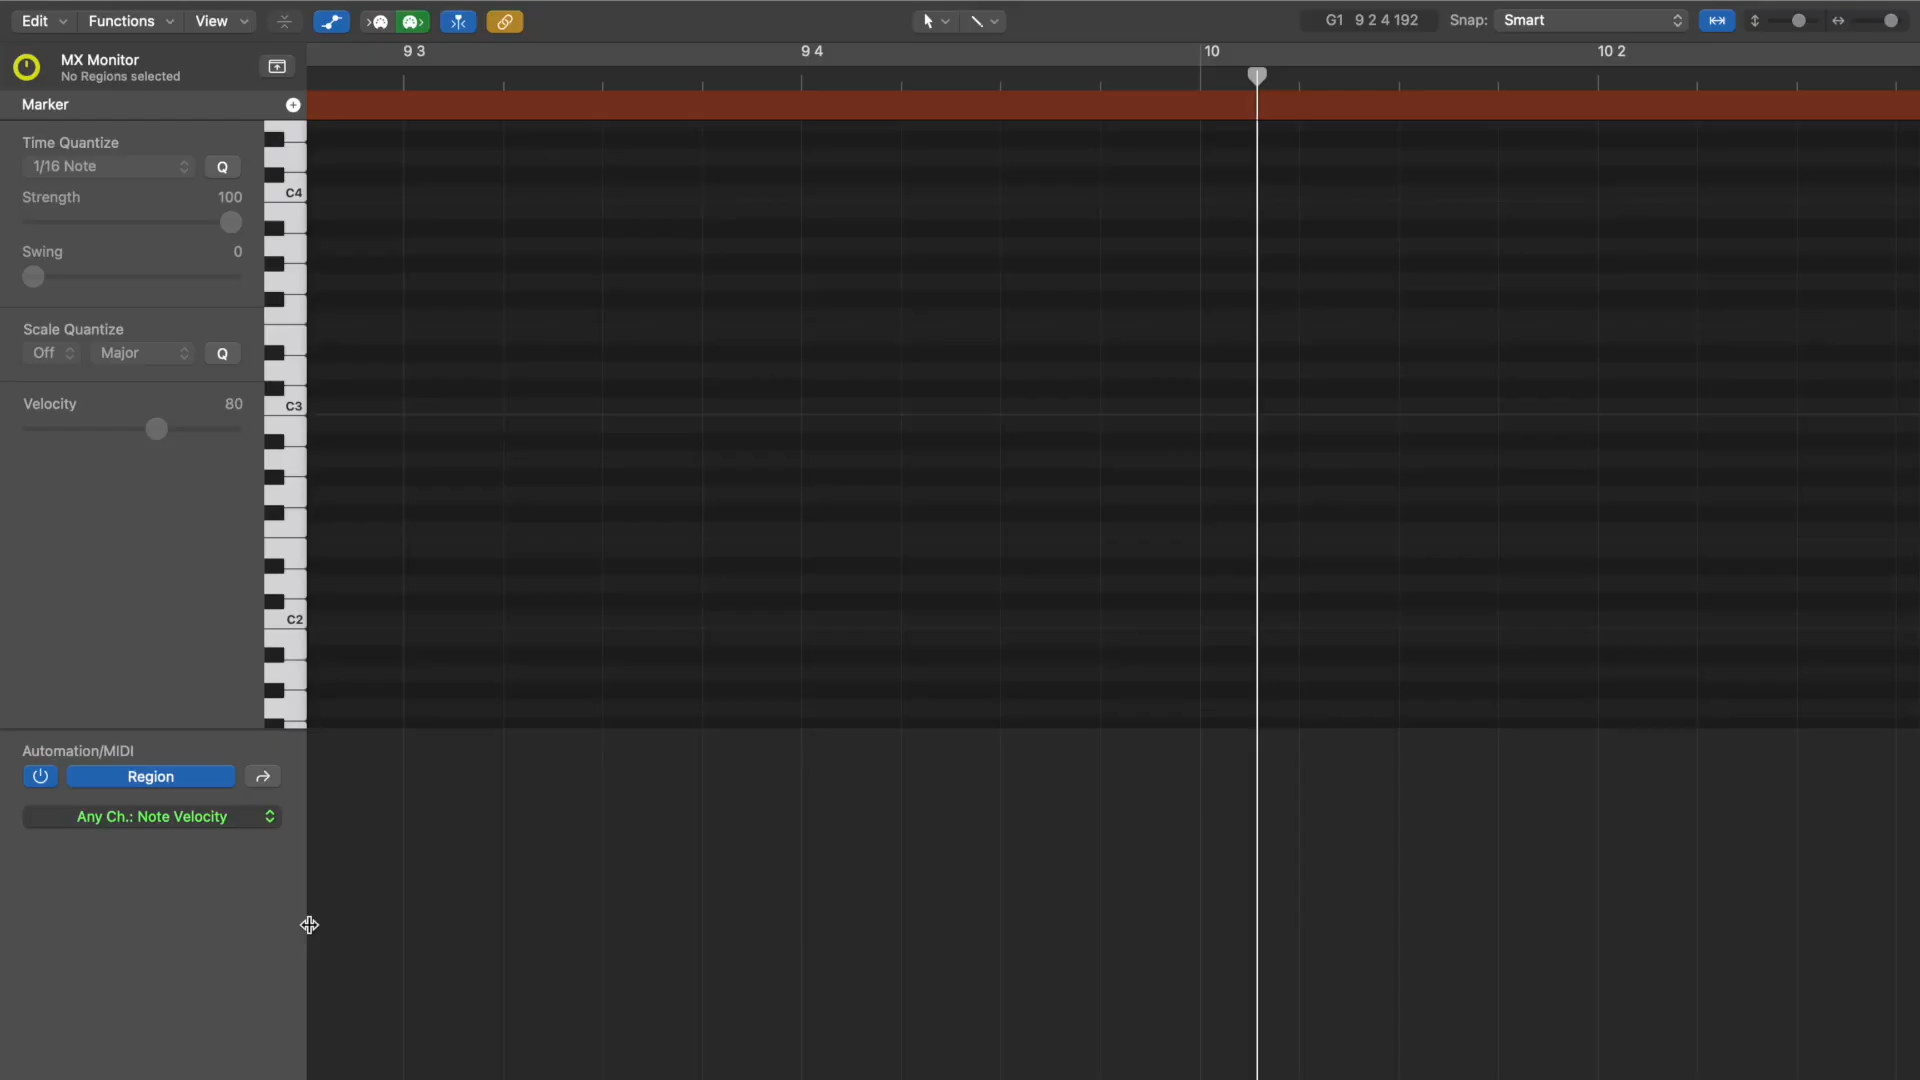 Edit Functions View G1 9 2 4 192 Snap: Smart
9 3 9 4 10 10 2
MX Monitor
No Regions selected
Marker
Time Quantize
1/16 Note Q
Strength 100
Swing 0
Scale Quantize
Off Major Q
Velocity 80
C4
C3
C2
Automation/MIDI
Region
Any Ch.: Note Velocity